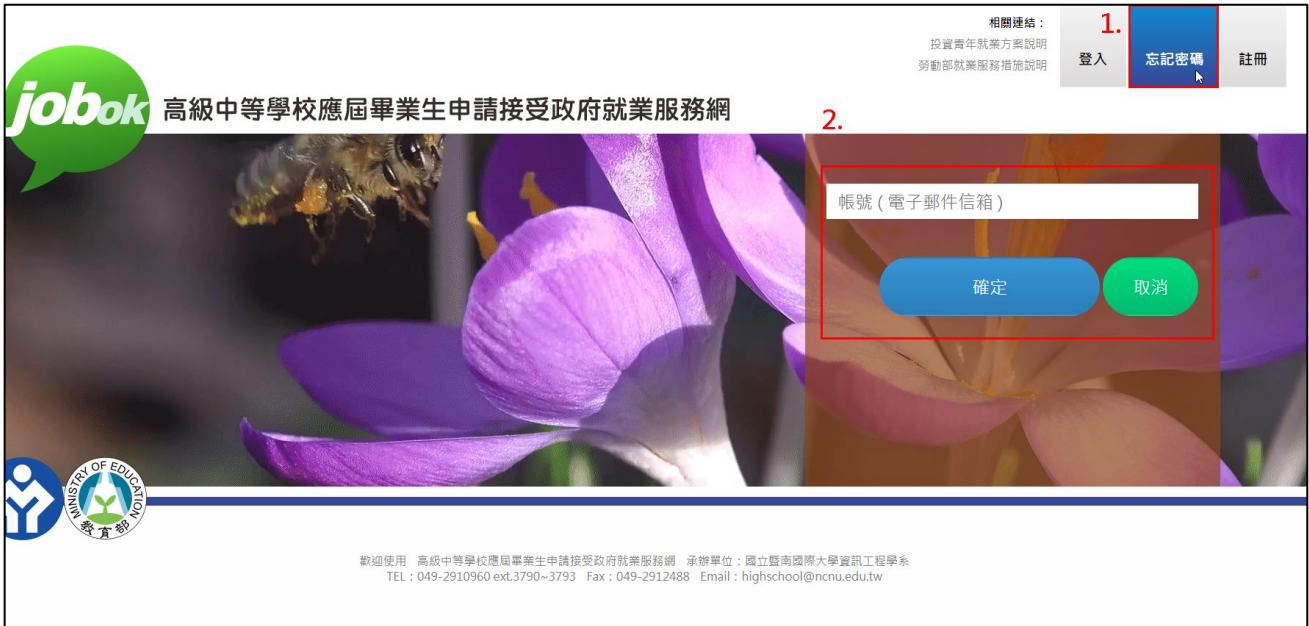 相關連結：
投資青年就業方案說明
勞動部就業服務措施說明
1.
登入
忘記密碼
註冊
jobok
高級中等學校應屆畢業生申請接受政府就業服務網
2.
帳號 ( 電子郵件信箱 )
確定
取消
MINISTRY OF EDUCATION
教育部
歡迎使用 高級中等學校應屆畢業生申請接受政府就業服務網 承辦單位：國立暨南國際大學資訊工程學系
TEL：049-2910960 ext.3790~3793 Fax：049-2912488 Email：highschool@ncnu.edu.tw